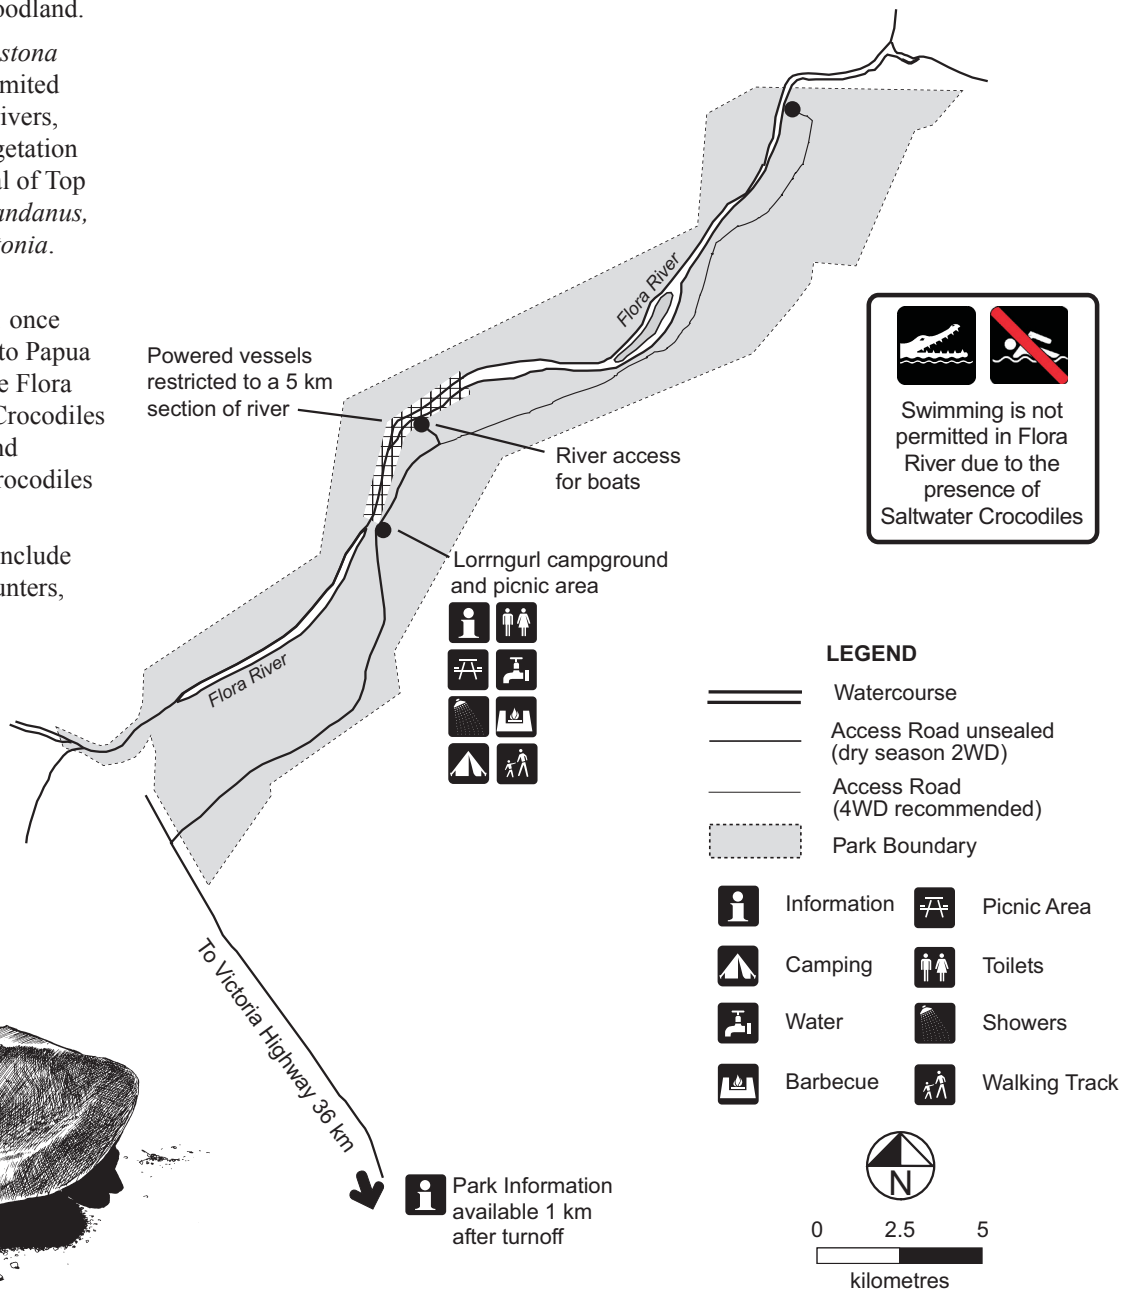 oodland.
stona
mited
ivers,
getation
al of Top
andanus,
tonia.
once
to Papua
e Flora
Crocodiles
nd
rocodiles
nclude
unters,
Powered vessels
restricted to a 5 km
section of river
Flora River
River access
for boats
Lorrngurl campground
and picnic area
Flora River
To Victoria Highway 36 km
Park Information
available 1 km
after turnoff
Swimming is not
permitted in Flora
River due to the
presence of
Saltwater Crocodiles
LEGEND
Watercourse
Access Road unsealed
(dry season 2WD)
Access Road
(4WD recommended)
Park Boundary
Information
Picnic Area
Camping
Toilets
Water
Showers
Barbecue
Walking Track
N
0 2.5 5
kilometres